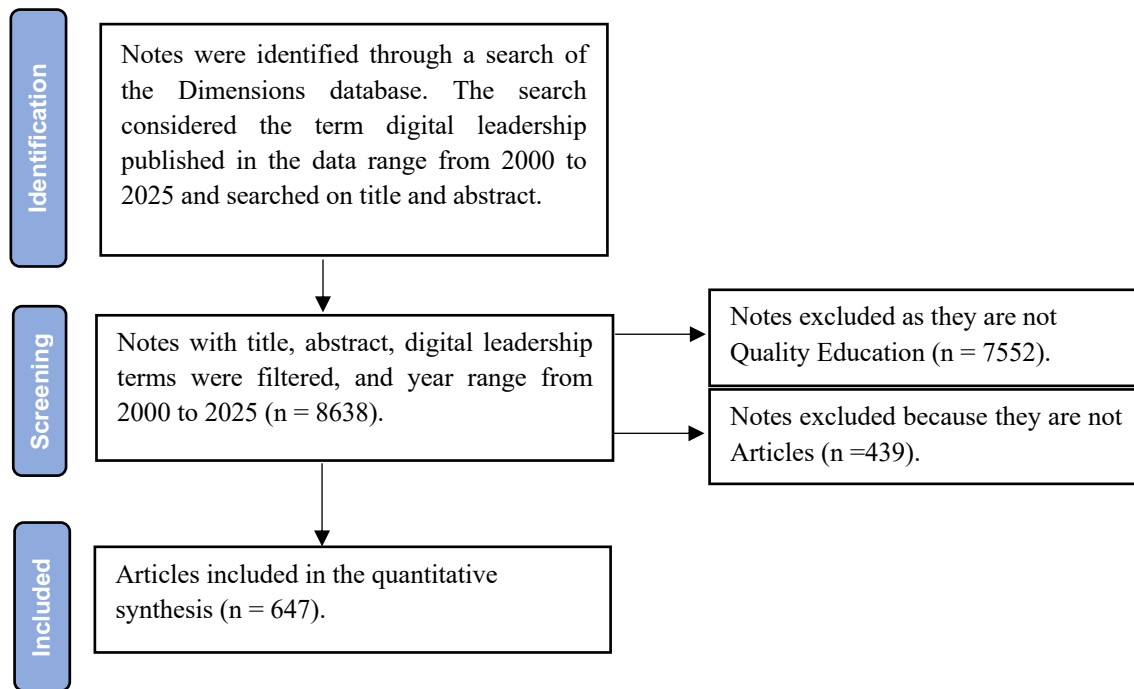 Identification
Notes were identified through a search of
the Dimensions database. The search
considered the term digital leadership
published in the data range from 2000 to
2025 and searched on title and abstract.
Screening
Notes with title, abstract, digital leadership
terms were filtered, and year range from
2000 to 2025 (n = 8638).
Notes excluded as they are not
Quality Education (n = 7552).
Notes excluded because they are not
Articles (n =439).
Included
Articles included in the quantitative
synthesis (n = 647).